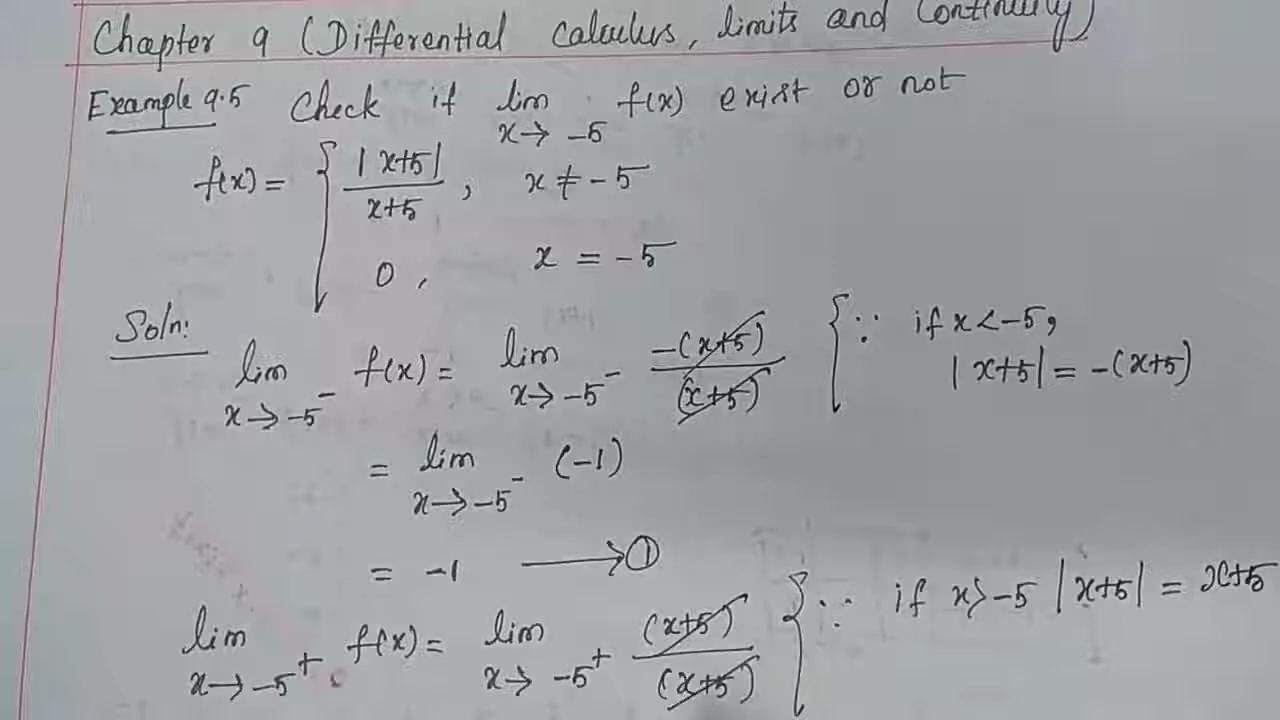 Chapter 9 (Differential Calculus, limits and Continuity)
Example 9.5 Check if lim x→ -5 f(x) exist or not
f(x) = { |x+5| / x+5 , x ≠ -5
0 , x = -5
Soln:
lim x→ -5⁻ f(x) = lim x→ -5⁻ -(x+5) / (x+5) { ∵ if x < -5, |x+5| = -(x+5)
= lim x→ -5⁻ (-1)
= -1 ⟶ ①
lim x→ -5⁺ f(x) = lim x→ -5⁺ (x+5) / (x+5) { ∵ if x > -5 |x+5| = x+5